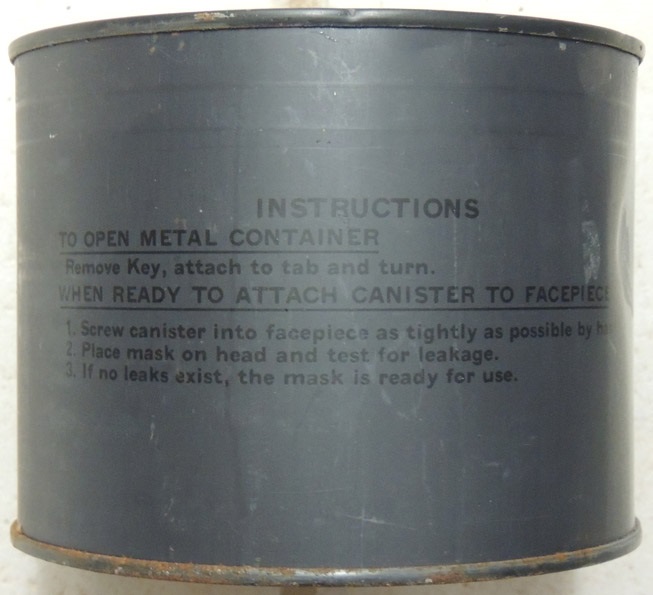 INSTRUCTIONS
TO OPEN METAL CONTAINER
Remove Key, attach to tab and turn.
WHEN READY TO ATTACH CANISTER TO FACEPIECE
1. Screw canister into facepiece as tightly as possible by
2. Place mask on head and test for leakage.
3. If no leaks exist, the mask is ready for use.